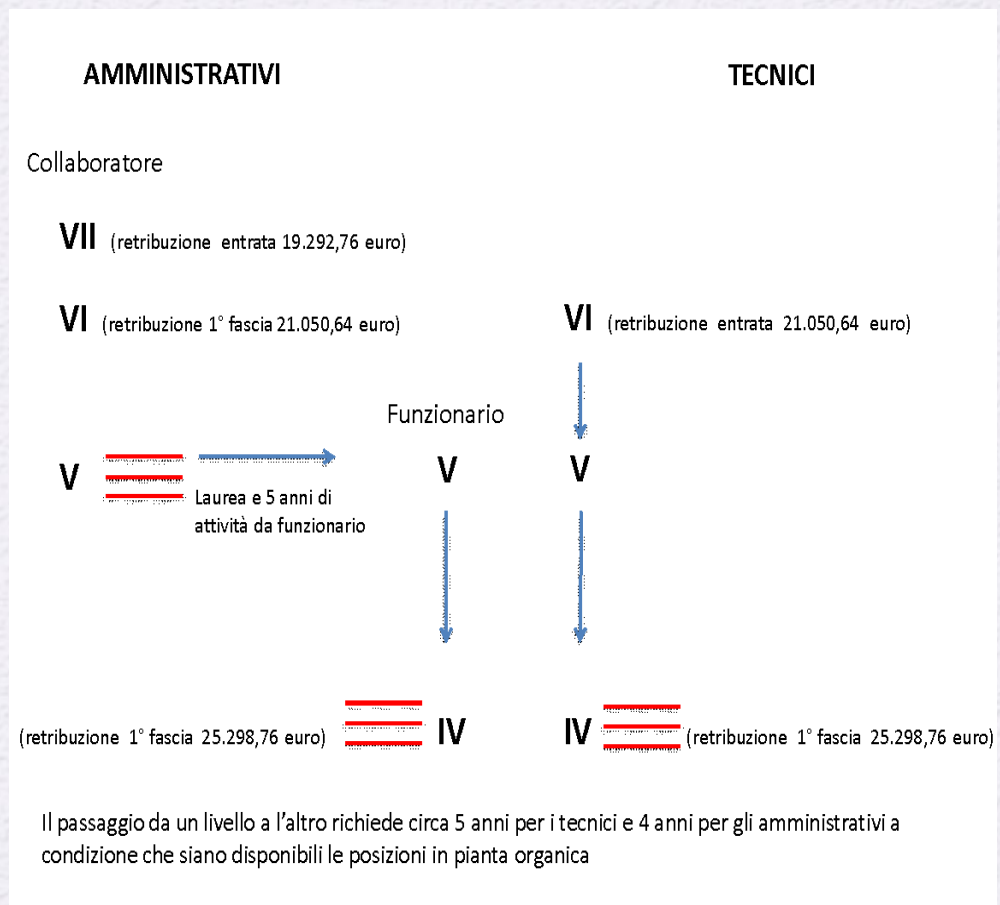 AMMINISTRATIVI
TECNICI
Collaboratore
VII (retribuzione entrata 19.292,76 euro)
VI (retribuzione 1° fascia 21.050,64 euro)
VI (retribuzione entrata 21.050,64 euro)
Funzionario
V
V
V
Laurea e 5 anni di
attività da funzionario
(retribuzione 1° fascia 25.298,76 euro)
IV
IV
(retribuzione 1° fascia 25.298,76 euro)
Il passaggio da un livello a l'altro richiede circa 5 anni per i tecnici e 4 anni per gli amministrativi a
condizione che siano disponibili le posizioni in pianta organica